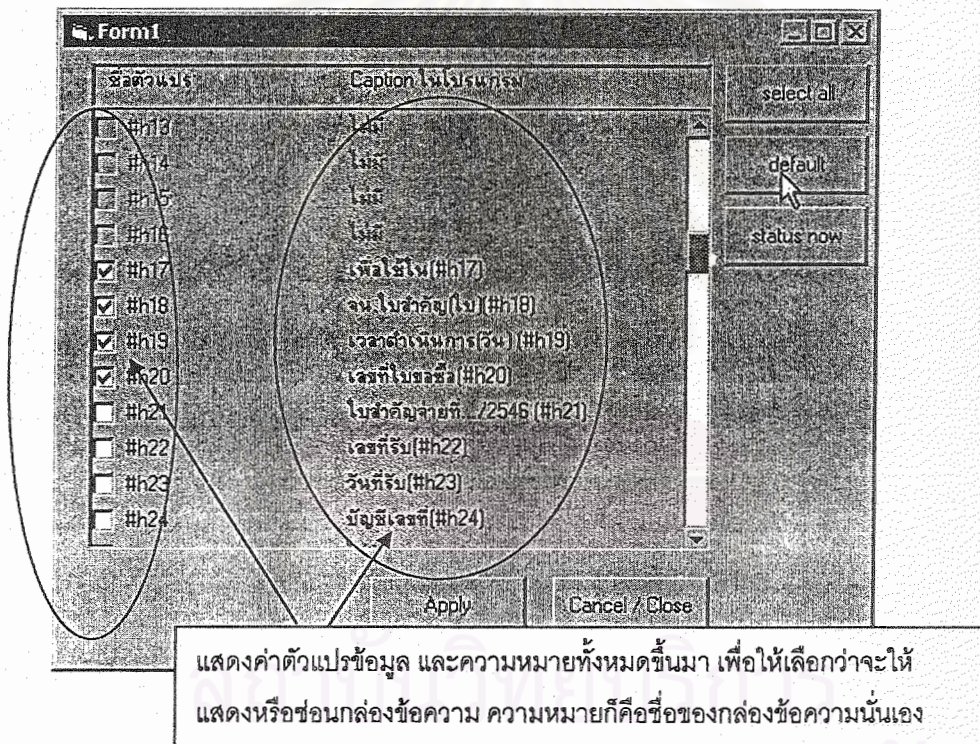 Form1
ชื่อตัวแปร Caption ในโปรแกรม
select all
#h13 ไม่มี
#h14 ไม่มี
default
#h15 ไม่มี
#h16 ไม่มี
status now
#h17 เพื่อใช้ใน(#h17)
#h18 จน.ใบสำคัญ(ใบ)(#h18)
#h19 เวลาดำเนินการ(วัน) (#h19)
#h20 เลขที่ใบขอซื้อ(#h20)
#h21 ใบสำคัญจ่ายที่..../2546 (#h21)
#h22 เลขที่รับ(#h22)
#h23 วันที่รับ(#h23)
#h24 บัญชีเลขที่(#h24)
Apply Cancel / Close
แสดงค่าตัวแปรข้อมูล และความหมายทั้งหมดขึ้นมา เพื่อให้เลือกว่าจะให้
แสดงหรือซ่อนกล่องข้อความ ความหมายก็คือชื่อของกล่องข้อความนั่นเอง